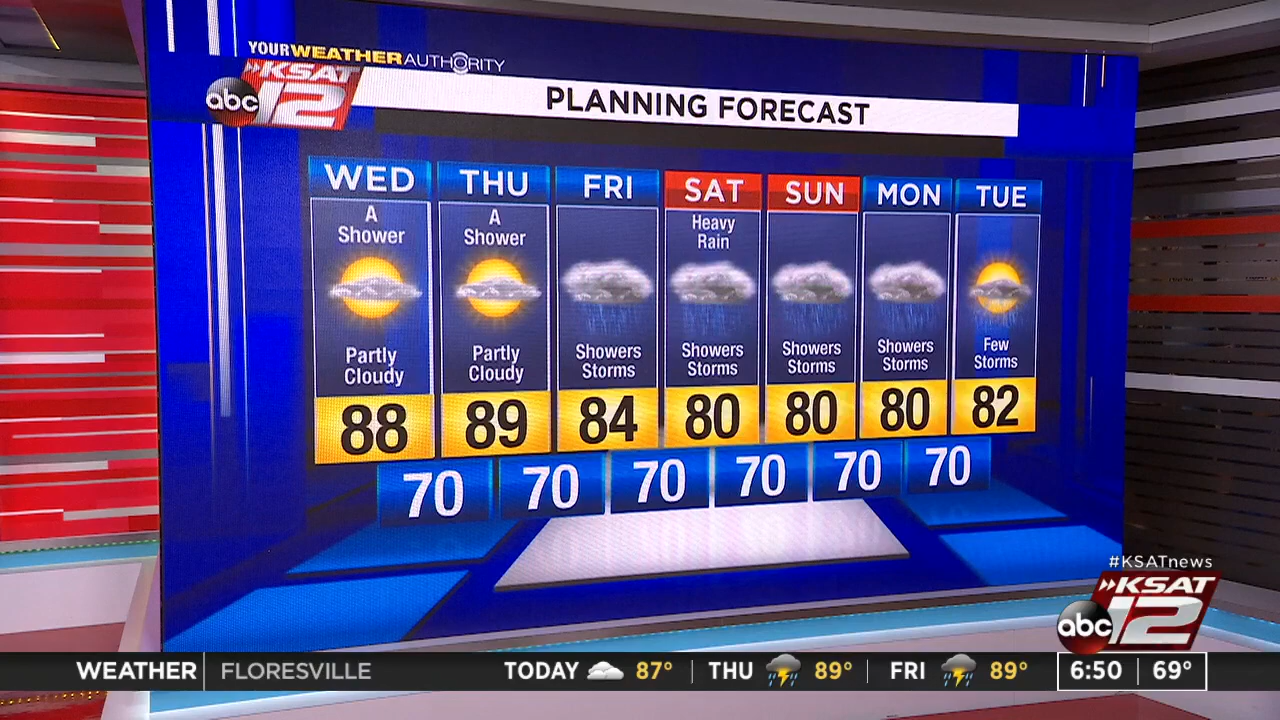 YOURWEATHERAUTHORITY
»KSAT
abc 12
PLANNING FORECAST
WED THU FRI SAT SUN MON TUE
A Shower
A Shower
Heavy Rain
Partly Cloudy
Partly Cloudy
Showers Storms
Showers Storms
Showers Storms
Showers Storms
Few Storms
88 89 84 80 80 80 82
70 70 70 70 70 70
#KSATnews
»KSAT
abc 12
WEATHER FLORESVILLE TODAY 87° THU 89° FRI 89° 6:50 69°